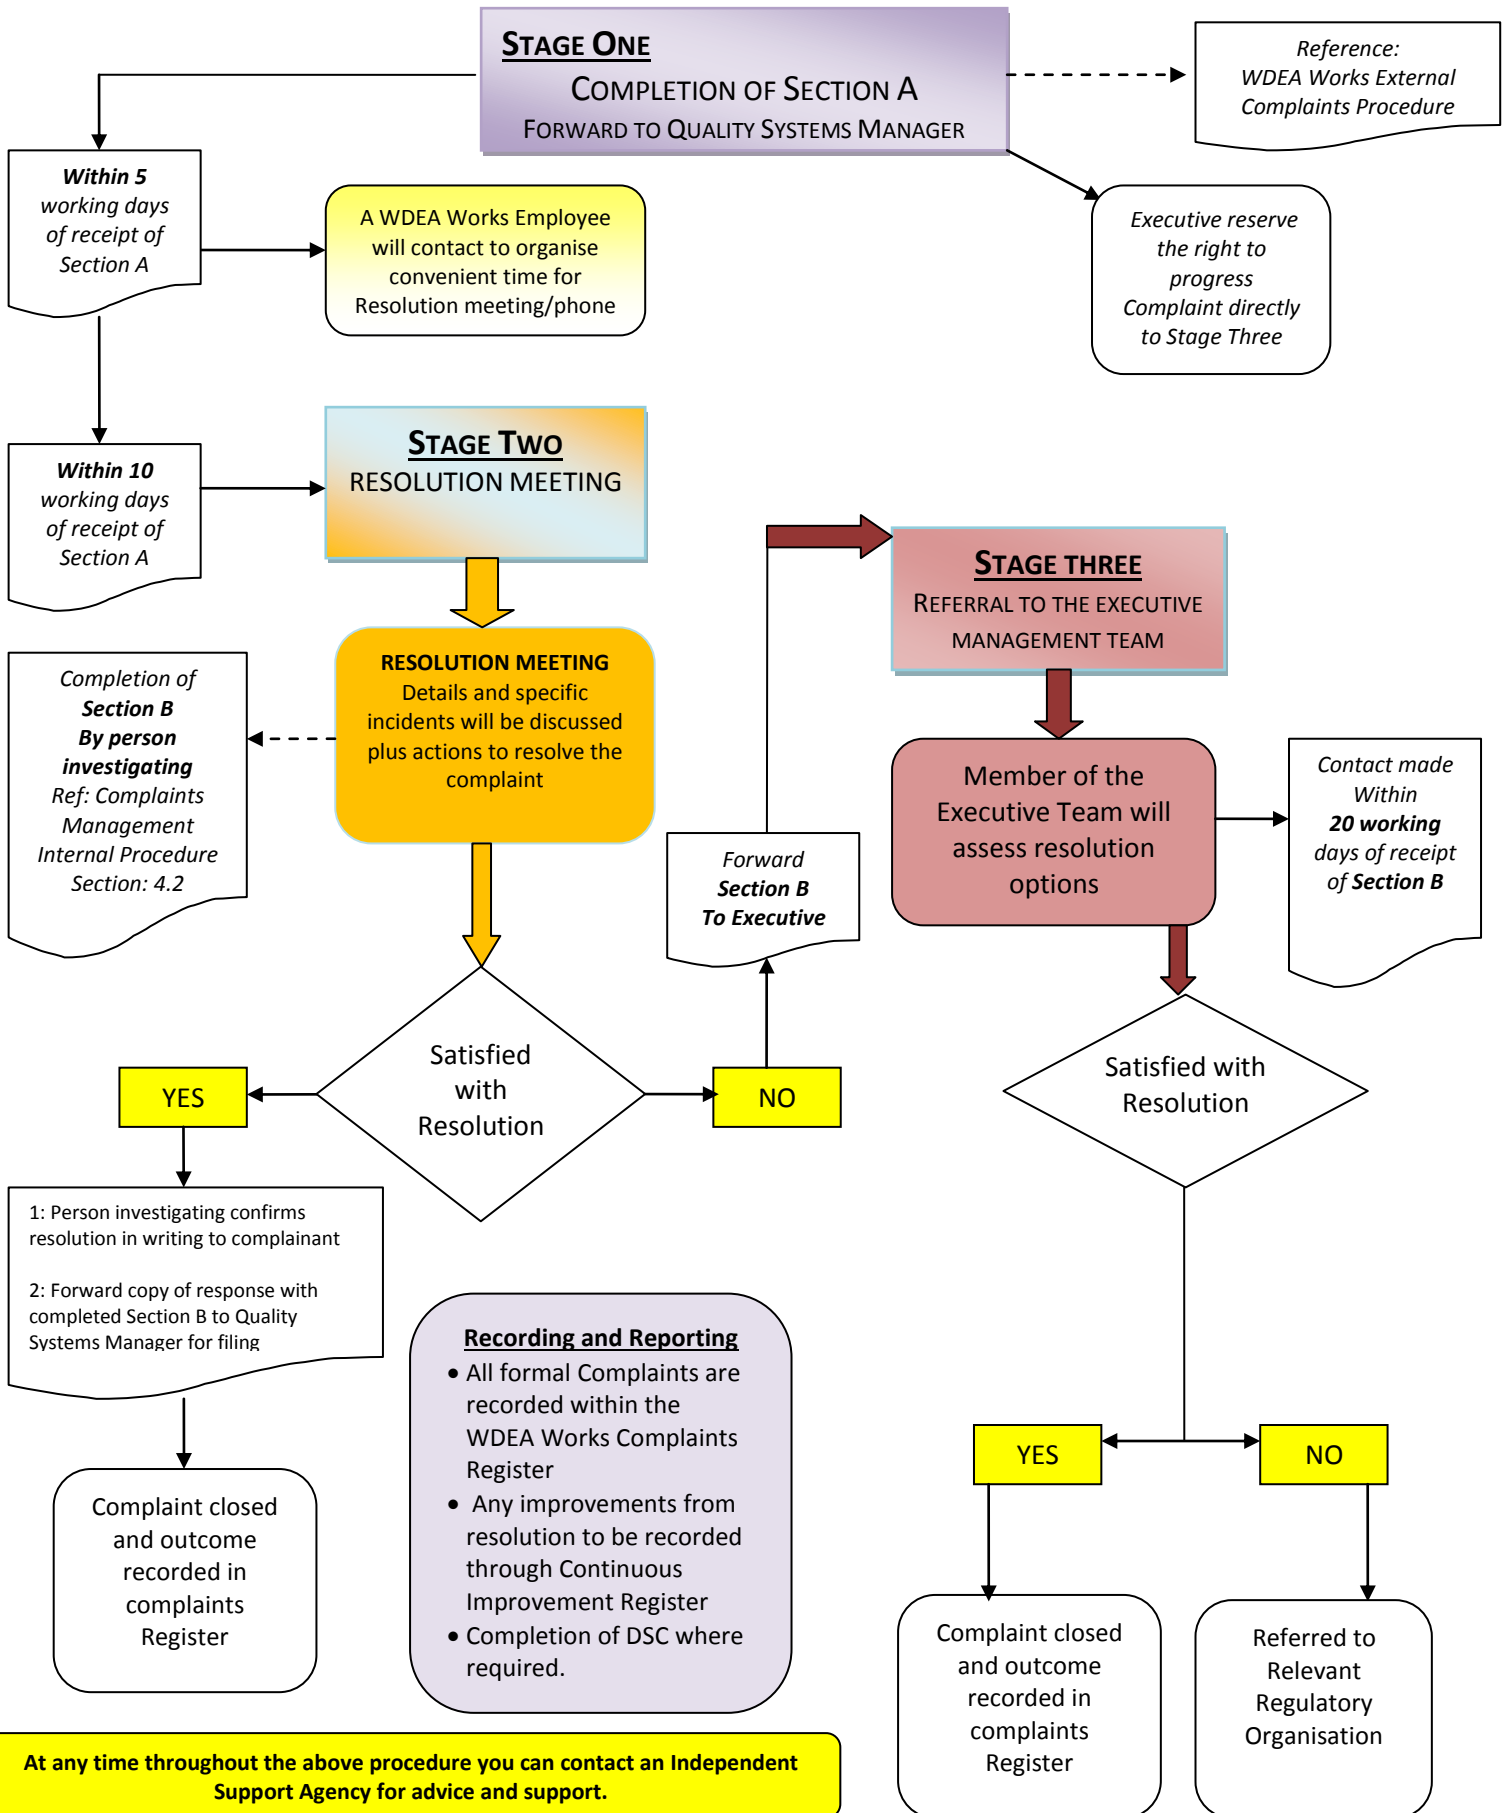 STAGE ONE
COMPLETION OF SECTION A
FORWARD TO QUALITY SYSTEMS MANAGER
Reference:
WDEA Works External
Complaints Procedure
Within 5
working days
of receipt of
Section A
A WDEA Works Employee
will contact to organise
convenient time for
Resolution meeting/phone
Executive reserve
the right to
progress
Complaint directly
to Stage Three
Within 10
working days
of receipt of
Section A
STAGE TWO
RESOLUTION MEETING
STAGE THREE
REFERRAL TO THE EXECUTIVE
MANAGEMENT TEAM
Completion of
Section B
By person
investigating
Ref: Complaints
Management
Internal Procedure
Section: 4.2
RESOLUTION MEETING
Details and specific
incidents will be discussed
plus actions to resolve the
complaint
Forward
Section B
To Executive
Member of the
Executive Team will
assess resolution
options
Contact made
Within
20 working
days of receipt
of Section B
Satisfied
with
Resolution
YES
NO
Satisfied with
Resolution
1: Person investigating confirms
resolution in writing to complainant
2: Forward copy of response with
completed Section B to Quality
Systems Manager for filing
Complaint closed
and outcome
recorded in
complaints
Register
Recording and Reporting
• All formal Complaints are
recorded within the
WDEA Works Complaints
Register
• Any improvements from
resolution to be recorded
through Continuous
Improvement Register
• Completion of DSC where
required.
YES
NO
Complaint closed
and outcome
recorded in
complaints
Register
Referred to
Relevant
Regulatory
Organisation
At any time throughout the above procedure you can contact an Independent
Support Agency for advice and support.